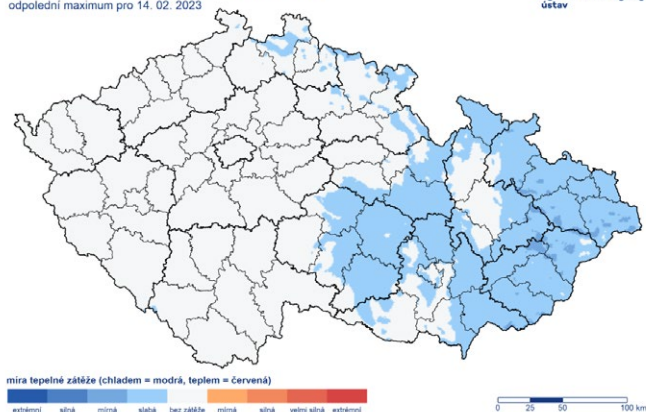 odpolední maximum pro 14. 02. 2023
ústav
míra tepelné zátěže (chladem = modrá, teplem = červená)
extrémní silná mírná slabá bez zátěže mírná silná velmi silná extrémní
0 25 50 100 km